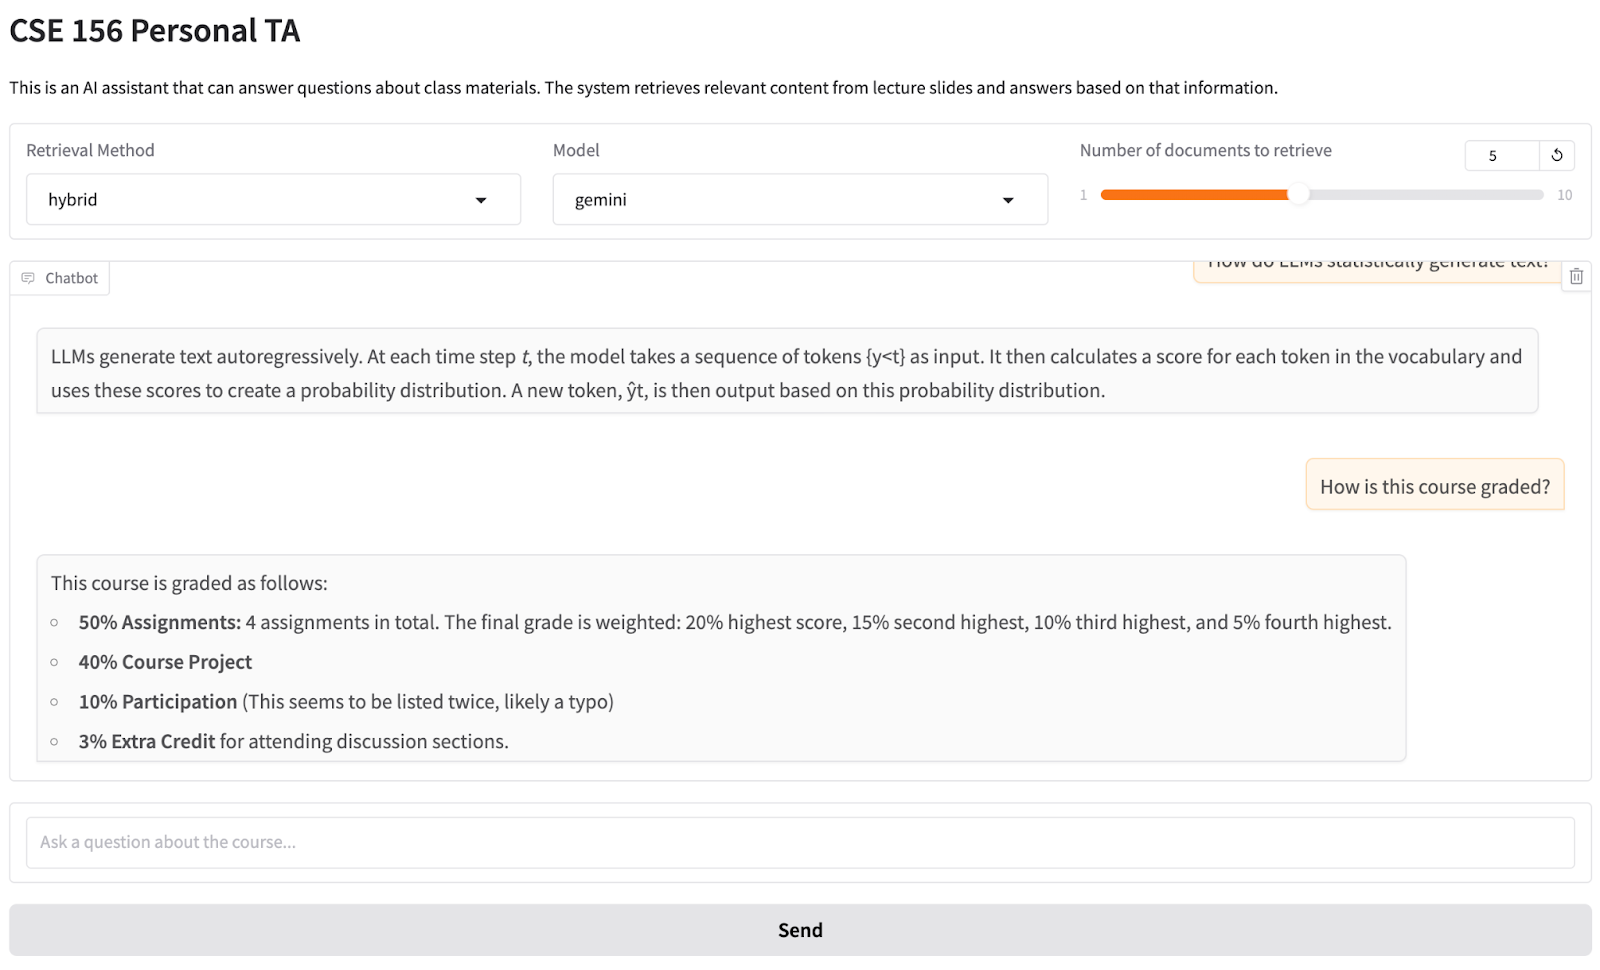 CSE 156 Personal TA
This is an AI assistant that can answer questions about class materials. The system retrieves relevant content from lecture slides and answers based on that information.
Retrieval Method
hybrid
Model
gemini
Number of documents to retrieve
5
1
10
Chatbot
How do LLMs statistically generate text?
LLMs generate text autoregressively. At each time step t, the model takes a sequence of tokens {y<t} as input. It then calculates a score for each token in the vocabulary and
uses these scores to create a probability distribution. A new token, ŷt, is then output based on this probability distribution.
How is this course graded?
This course is graded as follows:
50% Assignments: 4 assignments in total. The final grade is weighted: 20% highest score, 15% second highest, 10% third highest, and 5% fourth highest.
40% Course Project
10% Participation (This seems to be listed twice, likely a typo)
3% Extra Credit for attending discussion sections.
Ask a question about the course...
Send